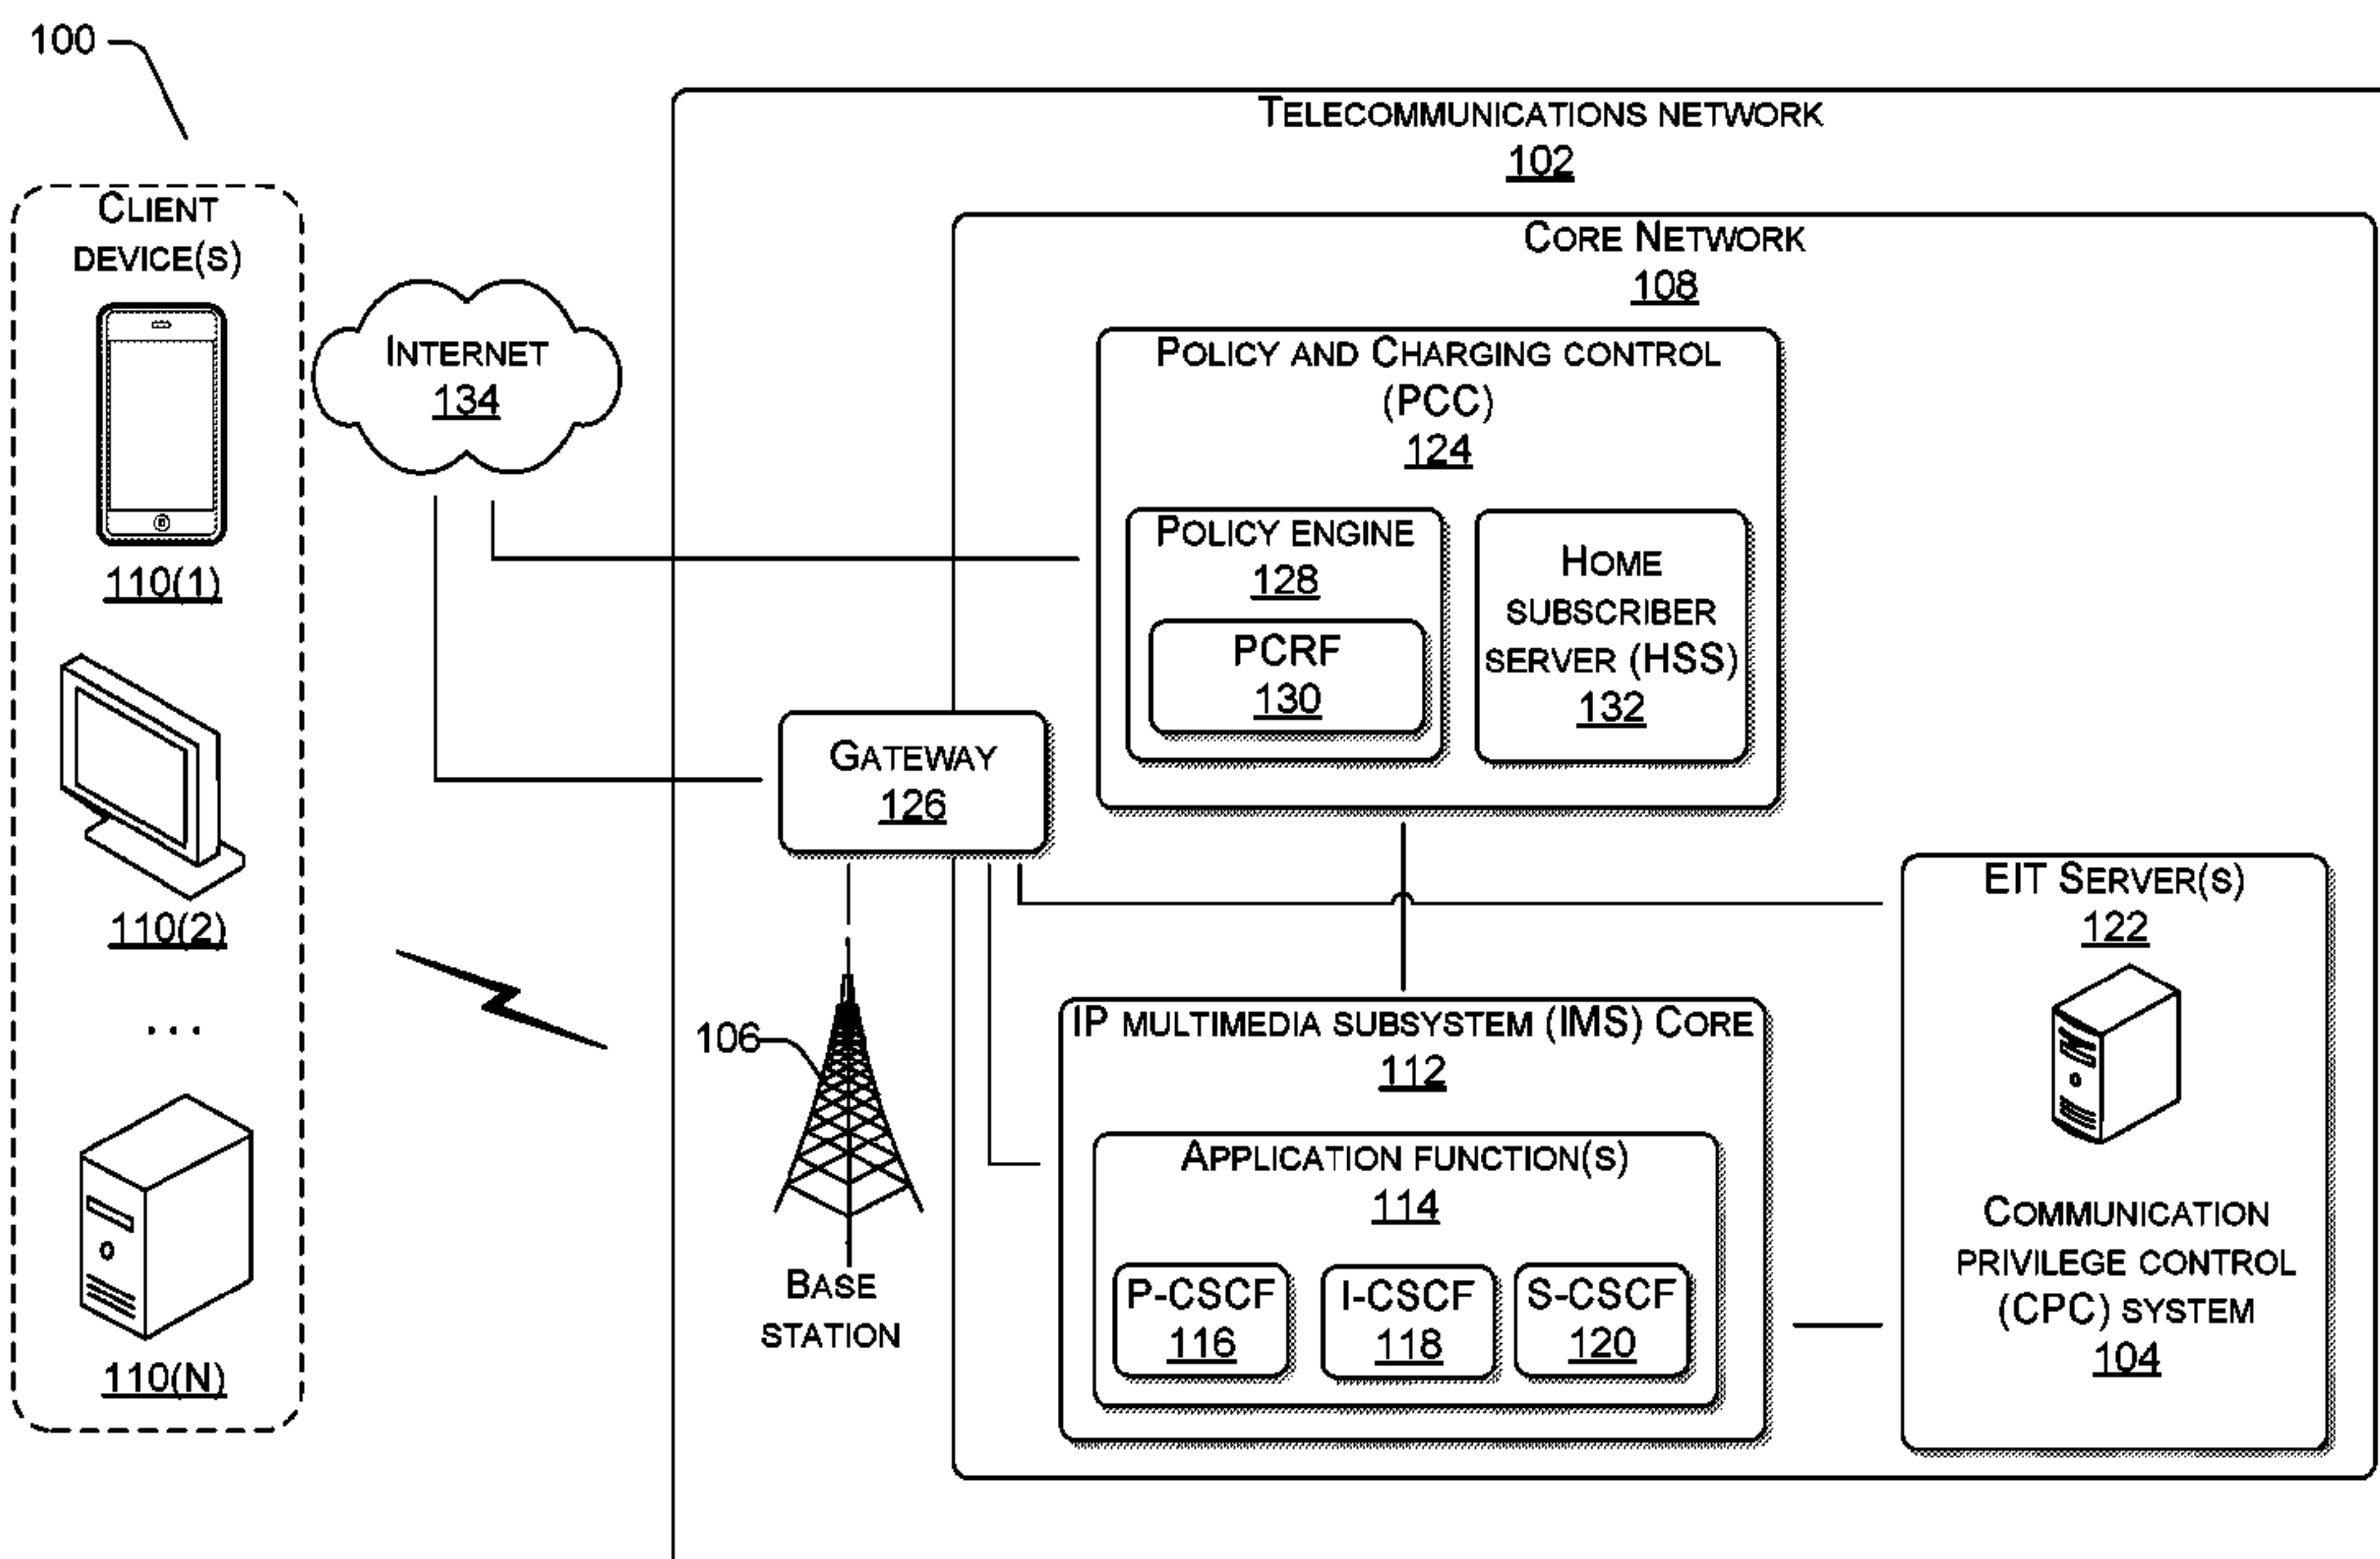 100
TELECOMMUNICATIONS NETWORK
102
CLIENT
DEVICE(S)
110(1)
110(2)
...
110(N)
INTERNET
134
CORE NETWORK
108
POLICY AND CHARGING CONTROL
(PCC)
124
POLICY ENGINE
128
PCRF
130
HOME
SUBSCRIBER
SERVER (HSS)
132
GATEWAY
126
106
BASE
STATION
IP MULTIMEDIA SUBSYSTEM (IMS) CORE
112
APPLICATION FUNCTION(S)
114
P-CSCF
116
I-CSCF
118
S-CSCF
120
EIT SERVER(S)
122
COMMUNICATION
PRIVILEGE CONTROL
(CPC) SYSTEM
104